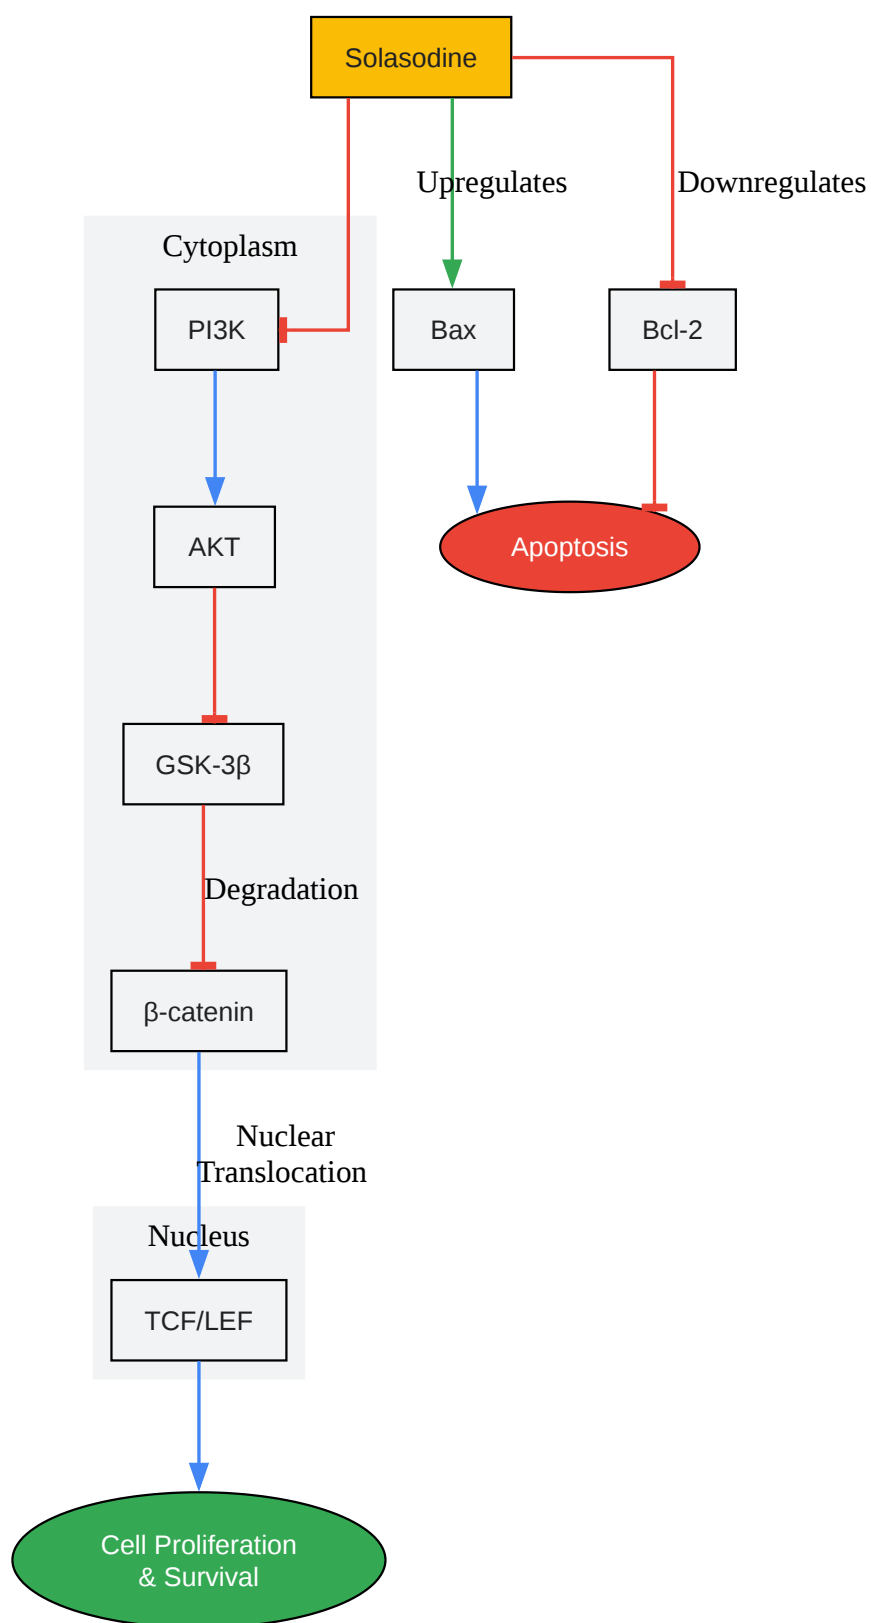 Solasodine
Upregulates
Downregulates
Cytoplasm
PI3K
Bax
Bcl-2
AKT
Apoptosis
GSK-3β
Degradation
β-catenin
Nuclear
Translocation
Nucleus
TCF/LEF
Cell Proliferation
& Survival